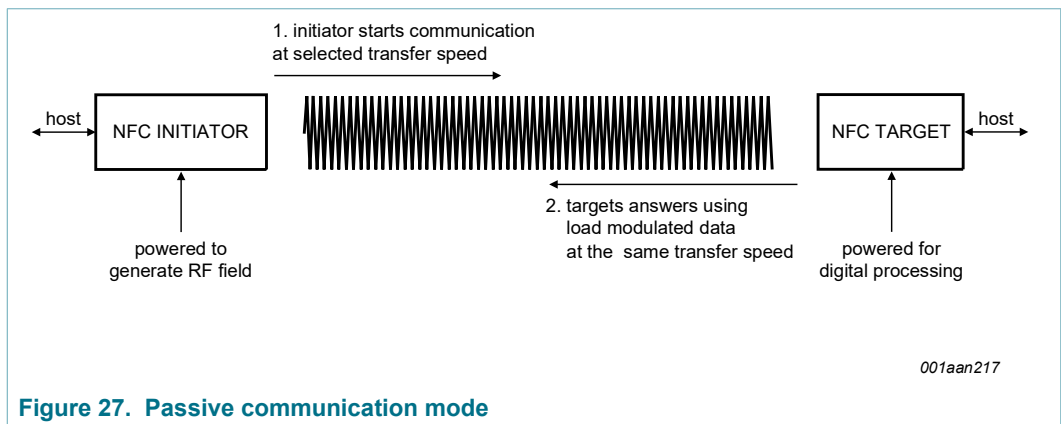 1. initiator starts communication
at selected transfer speed
host
NFC INITIATOR
NFC TARGET
host
2. targets answers using
load modulated data
at the same transfer speed
powered to
generate RF field
powered for
digital processing
001aan217
Figure 27. Passive communication mode